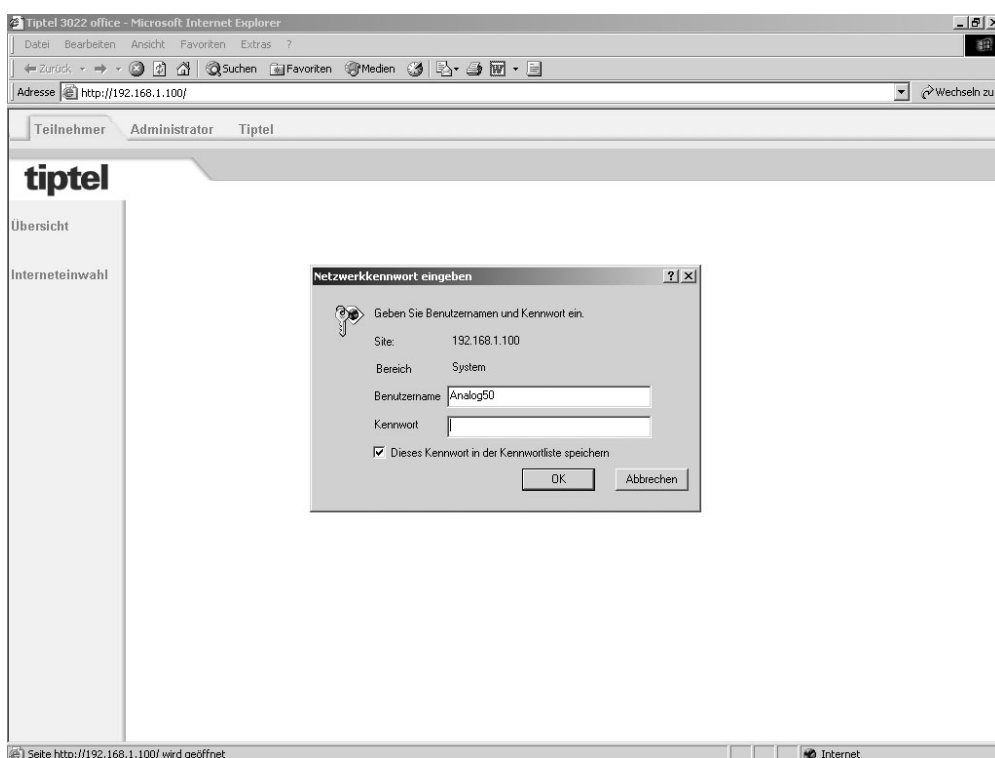 Tiptel 3022 office - Microsoft Internet Explorer
Datei Bearbeiten Ansicht Favoriten Extras ?
Zurück Suchen Favoriten Medien
Adresse http://192.168.1.100/ Wechseln zu
Teilnehmer Administrator Tiptel
tiptel
Übersicht
Interneteinwahl
Netzwerkkennwort eingeben
Geben Sie Benutzernamen und Kennwort ein.
Site: 192.168.1.100
Bereich System
Benutzername Analog50
Kennwort
Dieses Kennwort in der Kennwortliste speichern
OK Abbrechen
Seite http://192.168.1.100/ wird geöffnet Internet